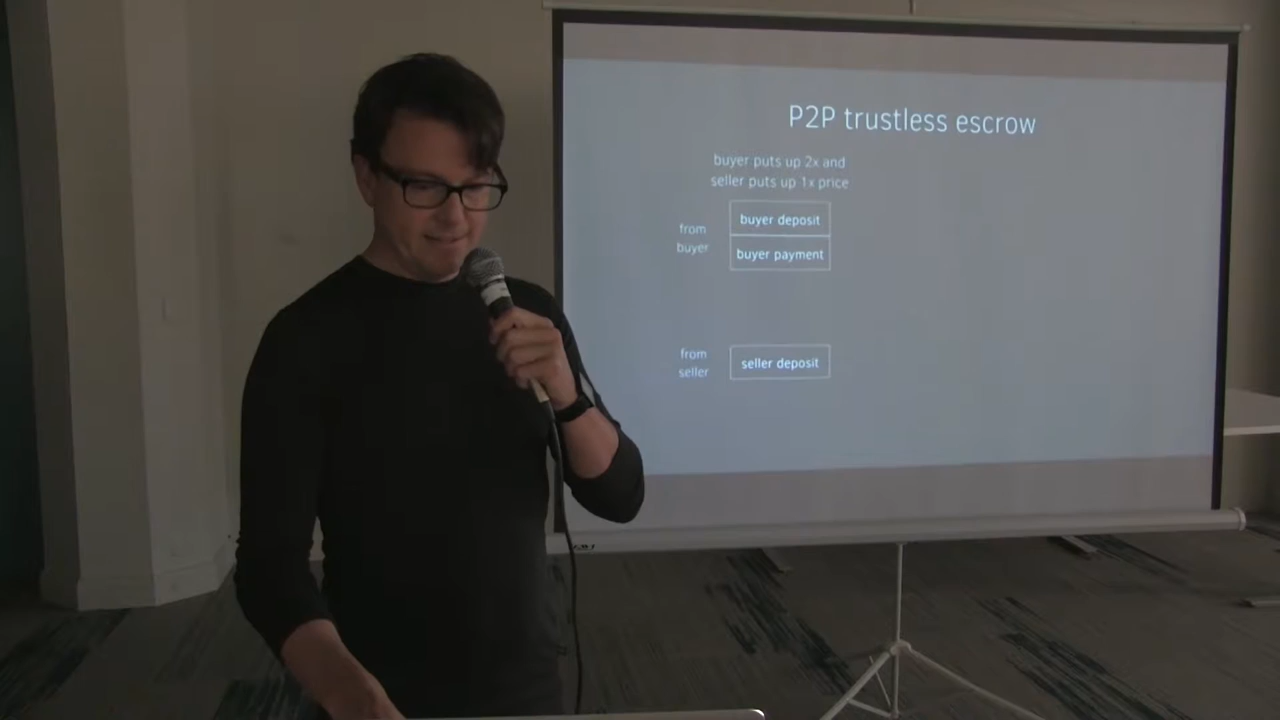 P2P trustless escrow
buyer puts up 2x and
seller puts up 1x price
from
buyer
buyer deposit
buyer payment
from
seller
seller deposit